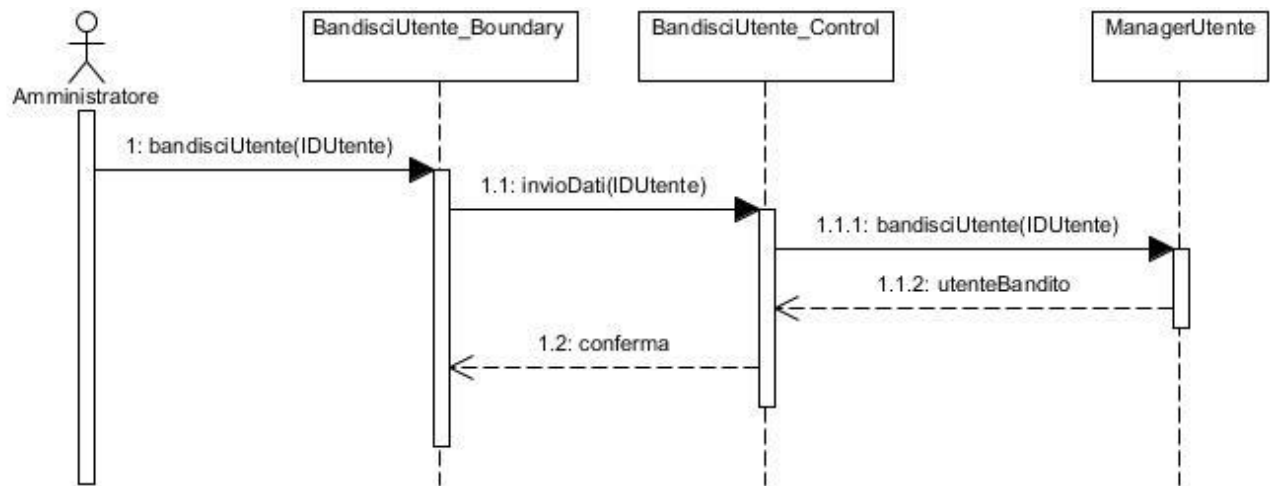 BandisciUtente_Boundary
BandisciUtente_Control
ManagerUtente
Amministratore
1: bandisciUtente(IDUtente)
1.1: invioDati(IDUtente)
1.1.1: bandisciUtente(IDUtente)
1.1.2: utenteBandito
1.2: conferma